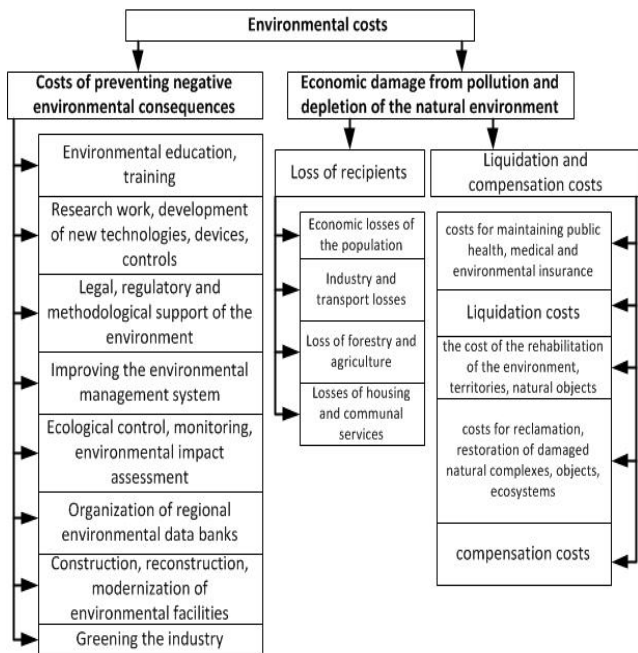 Environmental costs
Costs of preventing negative
environmental consequences
Economic damage from pollution and
depletion of the natural environment
Environmental education,
training
Research work, development
of new technologies, devices,
controls
Legal, regulatory and
methodological support of the
environment
Improving the environmental
management system
Ecological control, monitoring,
environmental impact
assessment
Organization of regional
environmental data banks
Construction, reconstruction,
modernization of
environmental facilities
Greening the industry
Loss of recipients
Economic losses of
the population
Industry and
transport losses
Loss of forestry and
agriculture
Losses of housing
and communal
services
Liquidation and
compensation costs
costs for maintaining public
health, medical and
environmental insurance
Liquidation costs
the cost of the rehabilitation
of the environment,
territories, natural objects
costs for reclamation,
restoration of damaged
natural complexes, objects,
ecosystems
compensation costs